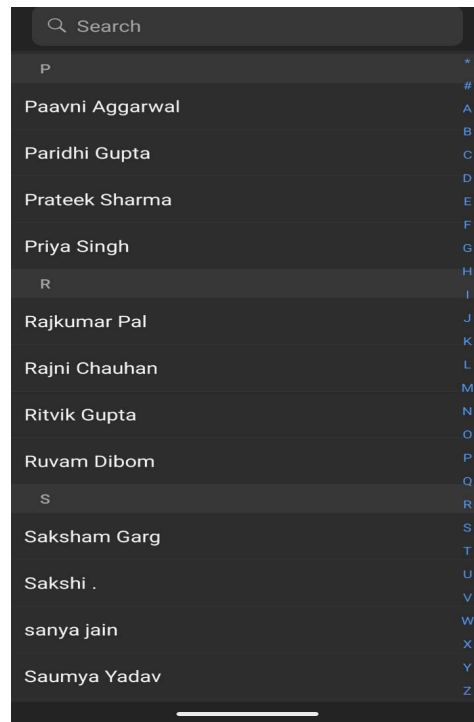 Search
P
Paavni Aggarwal
Paridhi Gupta
Prateek Sharma
Priya Singh
R
Rajkumar Pal
Rajni Chauhan
Ritvik Gupta
Ruvam Dibom
S
Saksham Garg
Sakshi .
sanya jain
Saumya Yadav
*
#
A
B
C
D
E
F
G
H
I
J
K
L
M
N
O
P
Q
R
S
T
U
V
W
X
Y
Z